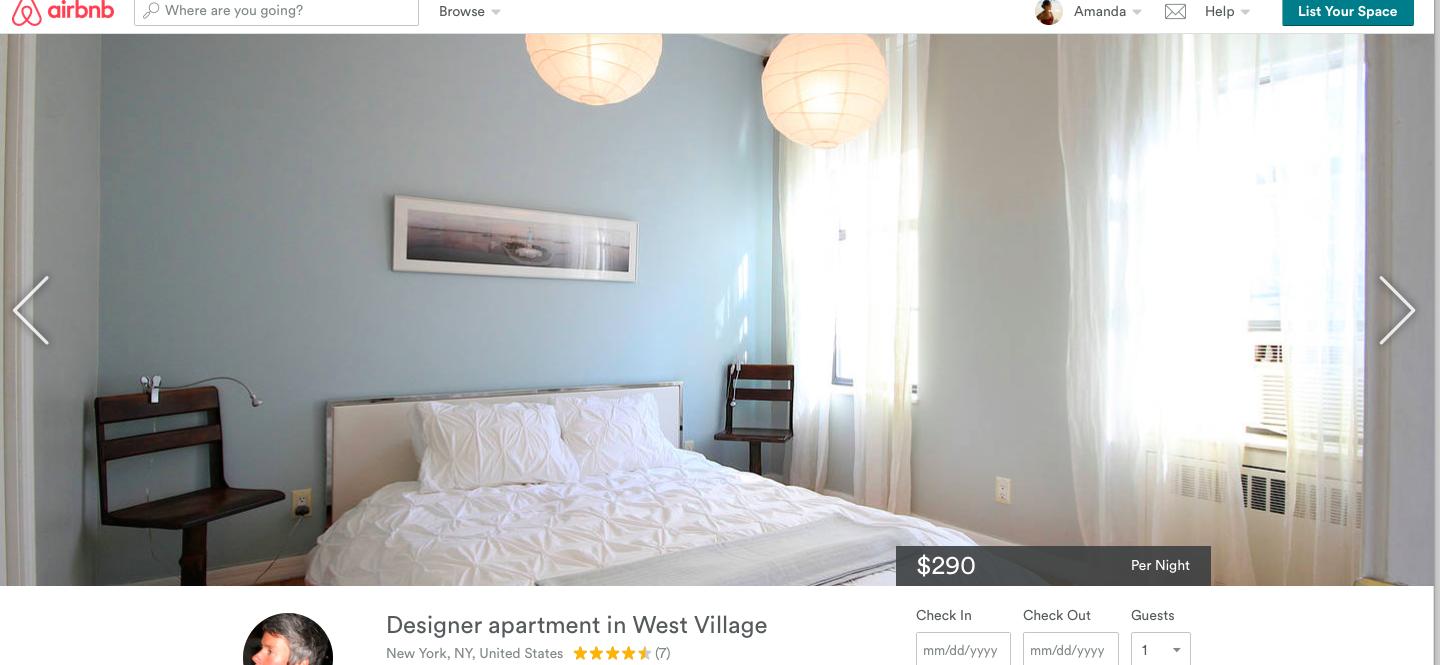 airbnb Where are you going? Browse Amanda Help List Your Space
$290 Per Night
Designer apartment in West Village
New York, NY, United States (7)
Check In Check Out Guests
mm/dd/yyyy mm/dd/yyyy 1